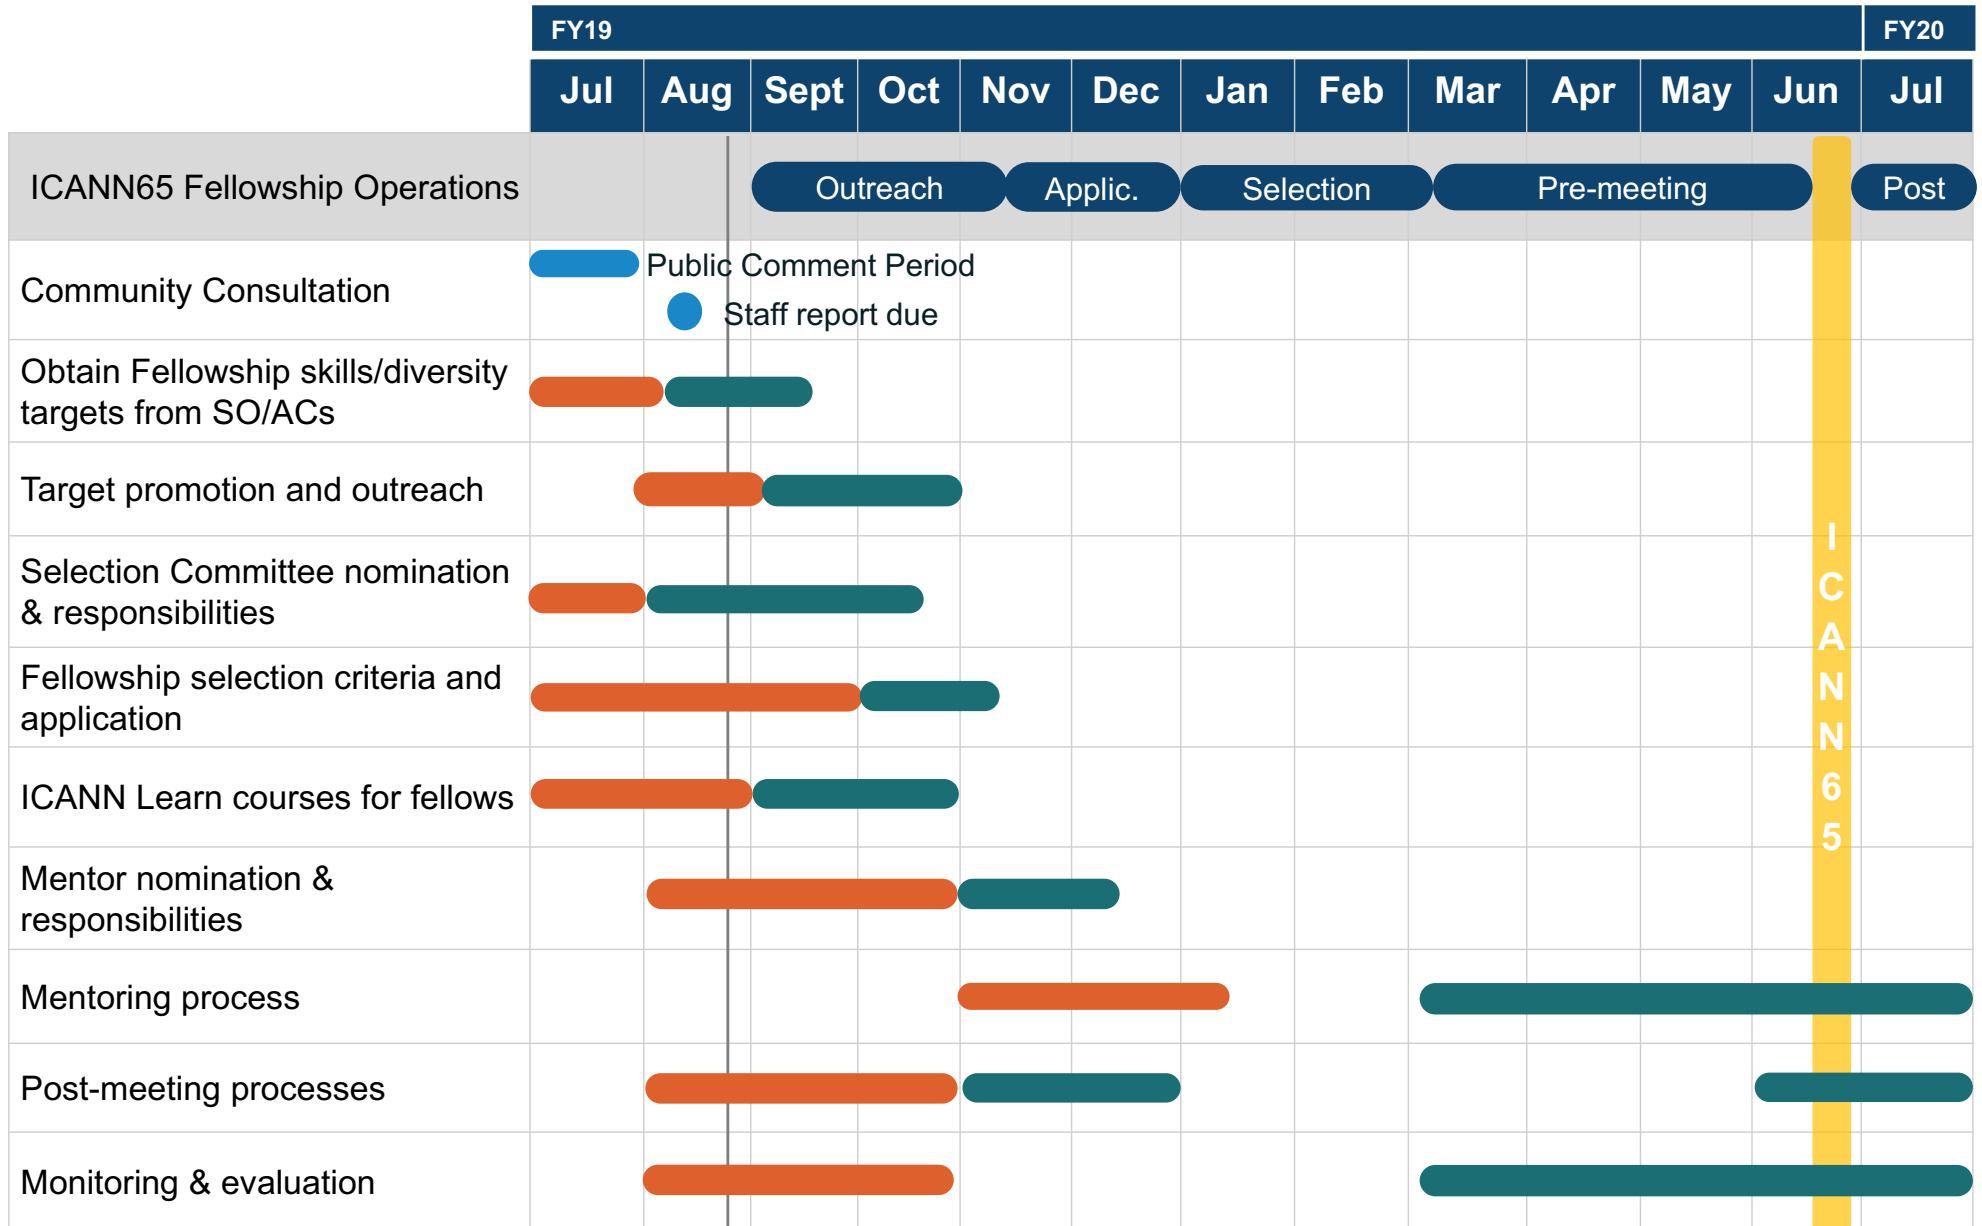 FY19 FY20
Jul Aug Sept Oct Nov Dec Jan Feb Mar Apr May Jun Jul
ICANN65 Fellowship Operations Outreach Applic. Selection Pre-meeting Post
Community Consultation
Public Comment Period
Staff report due
Obtain Fellowship skills/diversity
targets from SO/ACs
Target promotion and outreach
Selection Committee nomination
& responsibilities
Fellowship selection criteria and
application
ICANN Learn courses for fellows
Mentor nomination &
responsibilities
Mentoring process
Post-meeting processes
Monitoring & evaluation
I
C
A
N
N
6
5